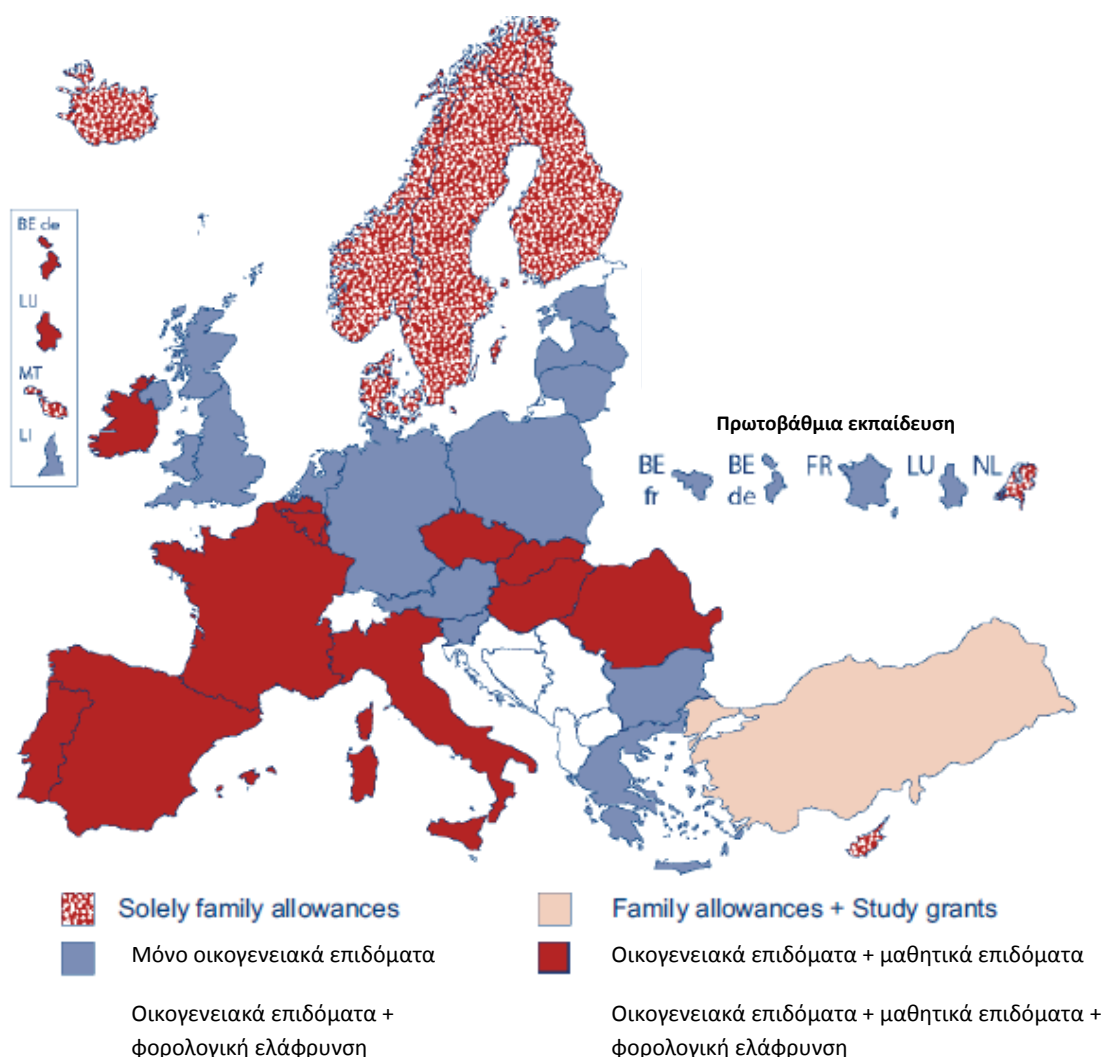 BE de
LU
MT
LI
Πρωτοβάθμια εκπαίδευση
BE fr
BE de
FR
LU
NL
Solely family allowances
Family allowances + Study grants
Μόνο οικογενειακά επιδόματα
Οικογενειακά επιδόματα + μαθητικά επιδόματα
Οικογενειακά επιδόματα +
φορολογική ελάφρυνση
Οικογενειακά επιδόματα + μαθητικά επιδόματα +
φορολογική ελάφρυνση